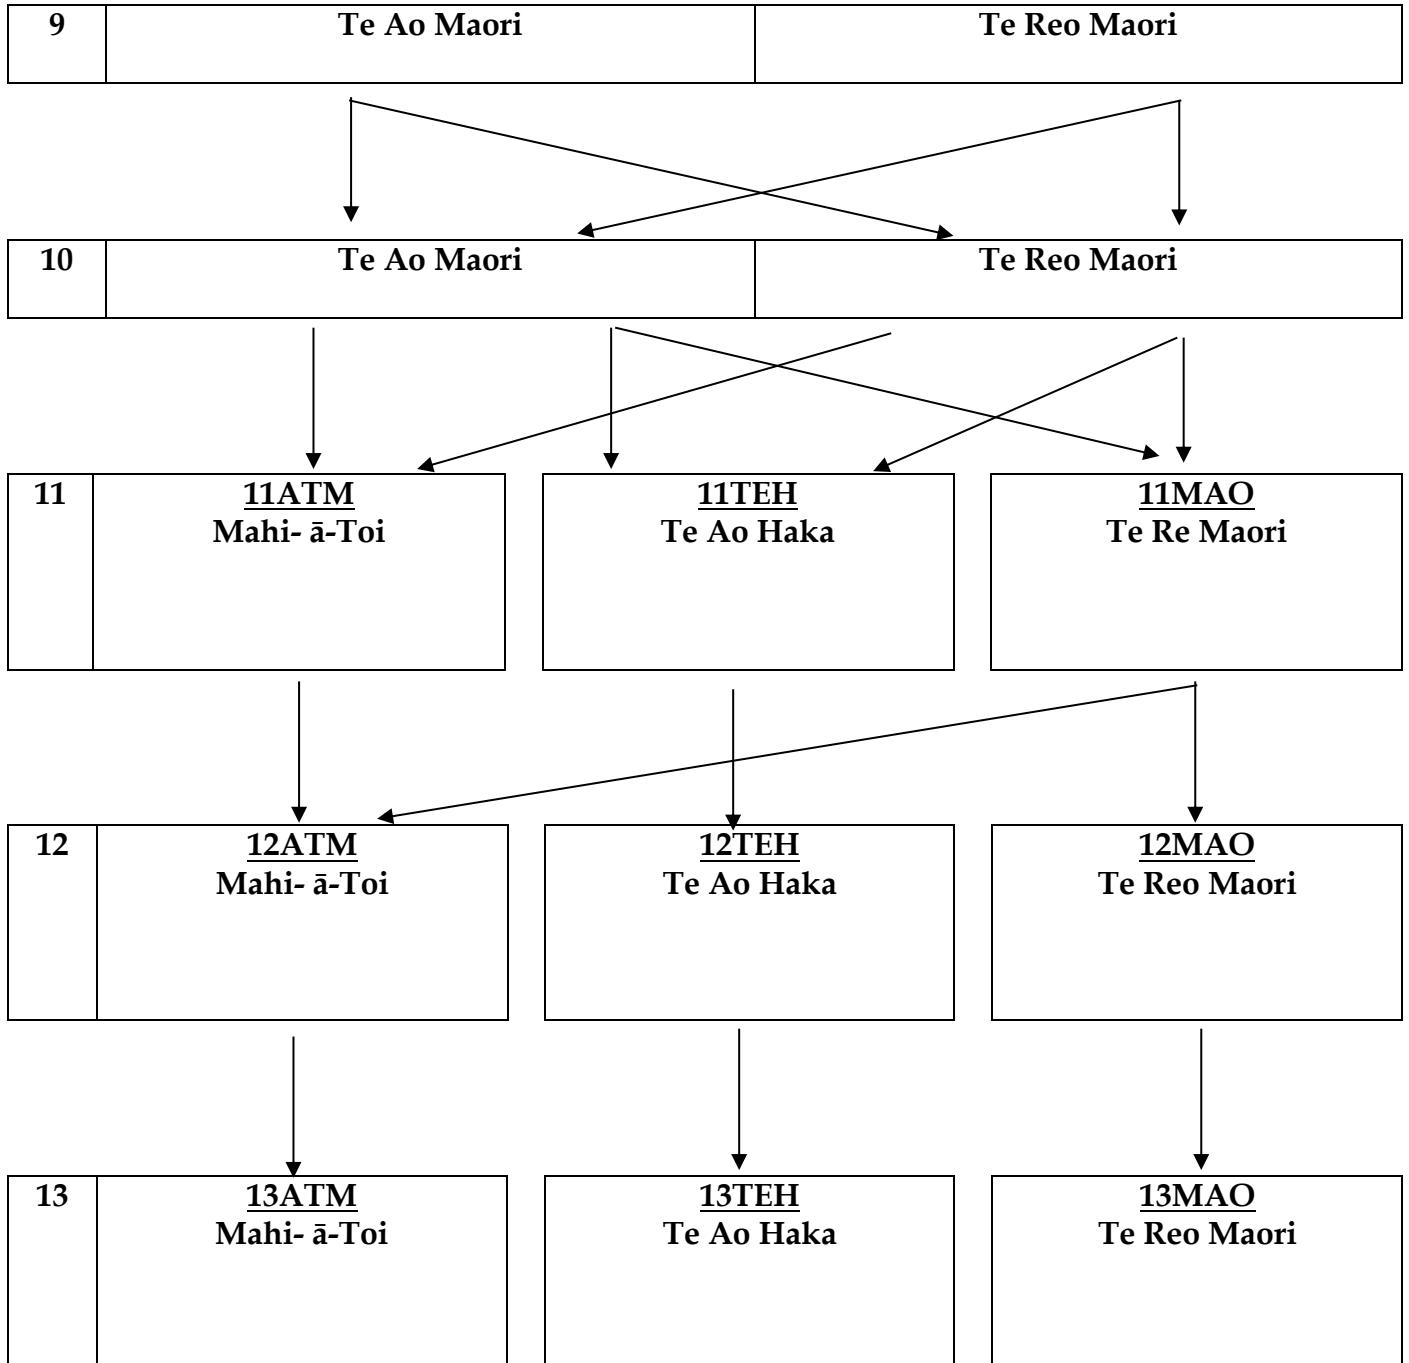 9 Te Ao Maori Te Reo Maori
10 Te Ao Maori Te Reo Maori
11 11ATM 11TEH 11MAO
Mahi- ā-Toi Te Ao Haka Te Re Maori
12 12ATM 12TEH 12MAO
Mahi- ā-Toi Te Ao Haka Te Reo Maori
13 13ATM 13TEH 13MAO
Mahi- ā-Toi Te Ao Haka Te Reo Maori